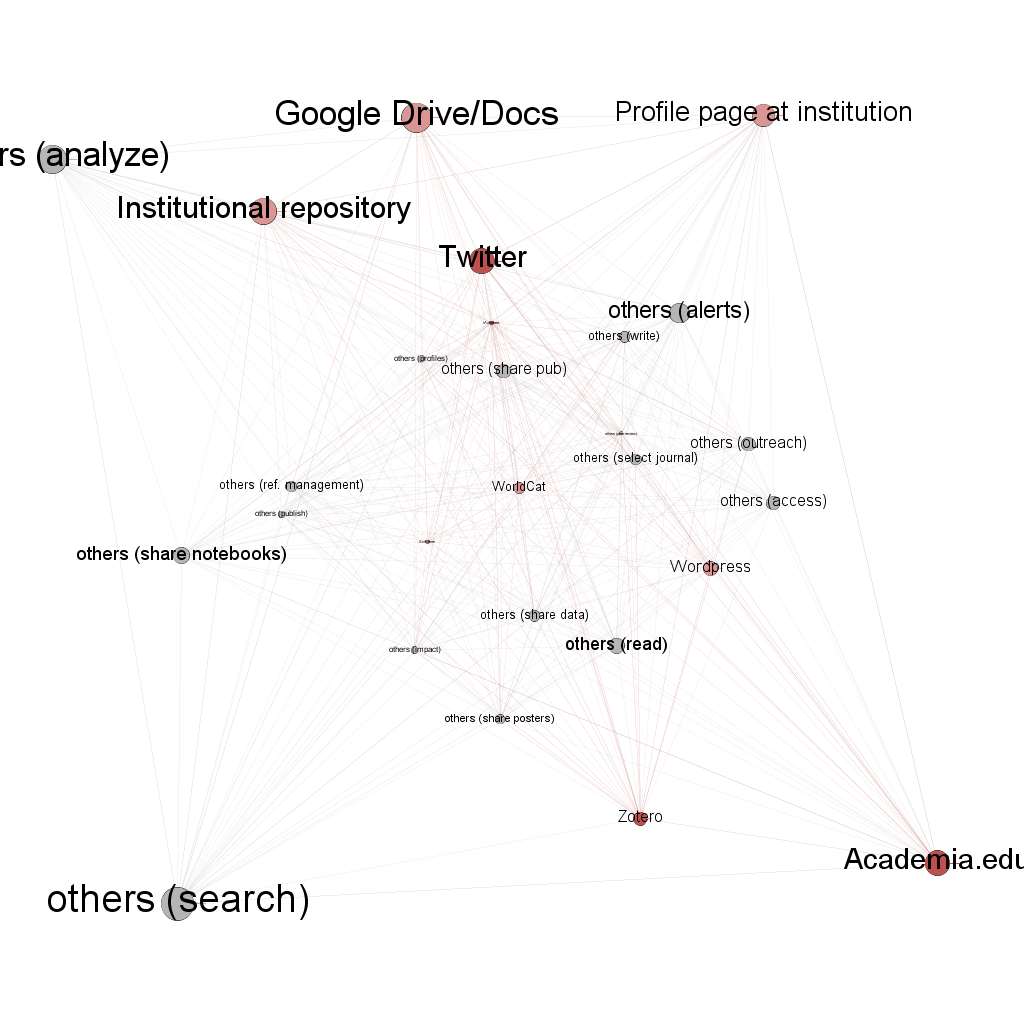 Google Drive/Docs
Profile page at institution
rs (analyze)
Institutional repository
Twitter
others (alerts)
others (write)
others (profiles)
others (share pub)
others (outreach)
others (select journal)
others (ref. management)
WorldCat
others (access)
others (publish)
others (share notebooks)
Wordpress
others (share data)
others (read)
others (impact)
others (share posters)
Zotero
Academia.edu
others (search)